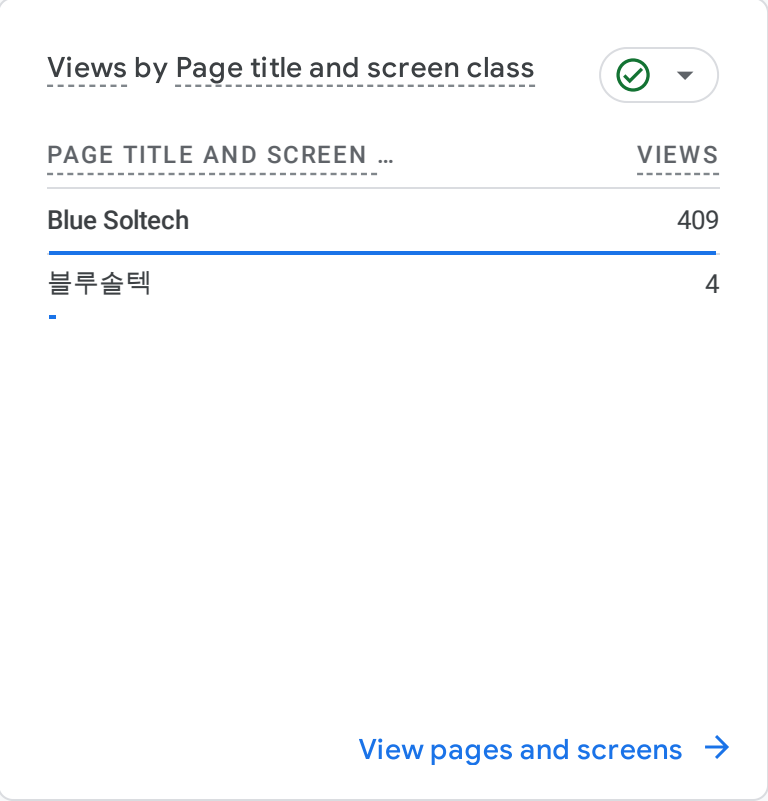 Views by Page title and screen class
PAGE TITLE AND SCREEN ... VIEWS
Blue Soltech 409
블루솔텍 4
View pages and screens